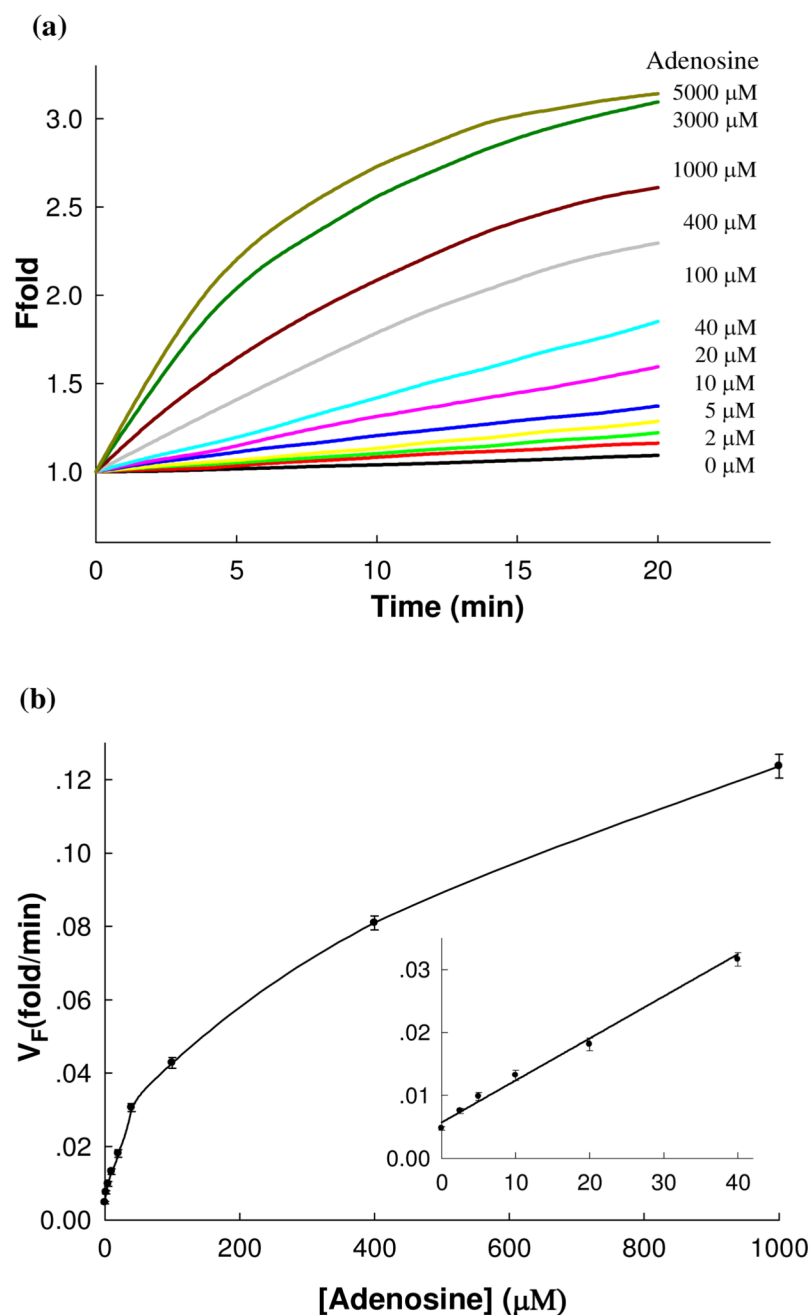 (a)
Adenosine
5000 μM
3000 μM
1000 μM
400 μM
100 μM
40 μM
20 μM
10 μM
5 μM
2 μM
0 μM
Ffold
3.0
2.5
2.0
1.5
1.0
0 5 10 15 20
Time (min)
(b)
V_F(fold/min)
.12
.10
.08
.06
.04
.02
0.00
.03
.02
.01
0.00
0 10 20 30 40
0 200 400 600 800 1000
[Adenosine] (μM)